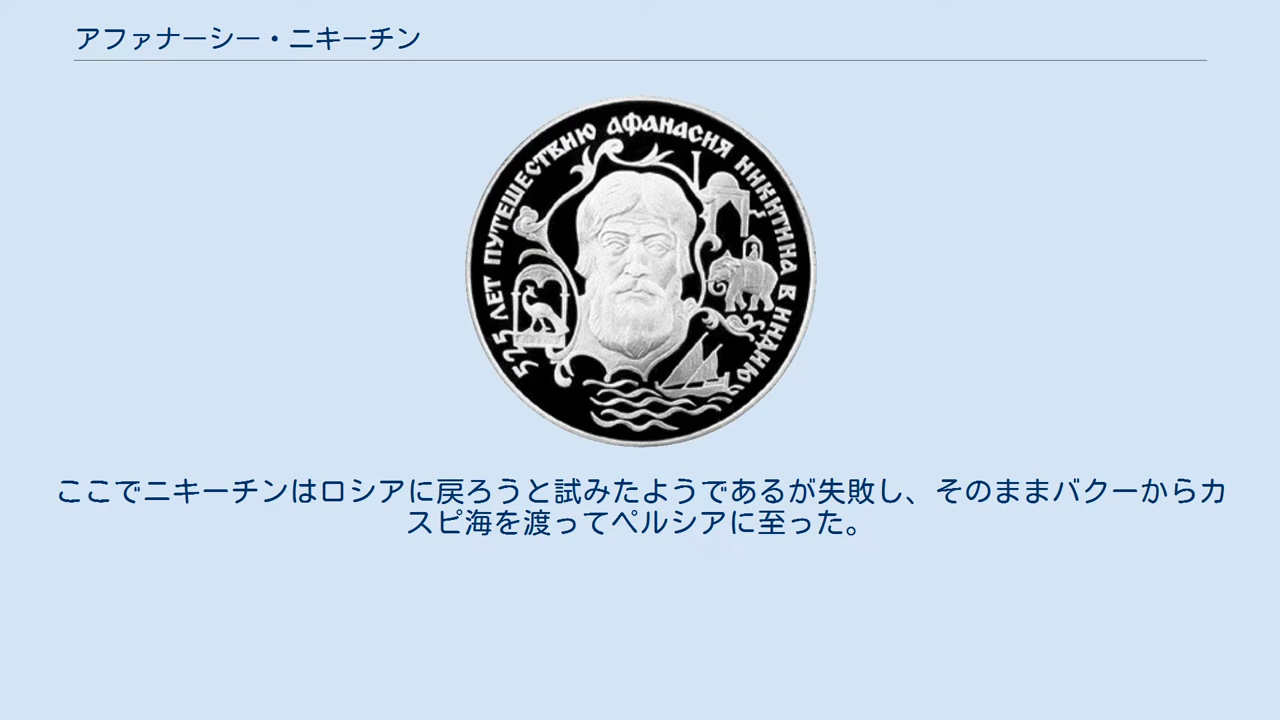 アファナーシー・ニキーチン
525 ЛЕТ ПУТЕШЕСТВИЮ АФАНАСИЯ НИКИТИНА В ИНДИЮ
ここでニキーチンはロシアに戻ろうと試みたようであるが失敗し、そのままバクーからカ
スピ海を渡ってペルシアに至った。